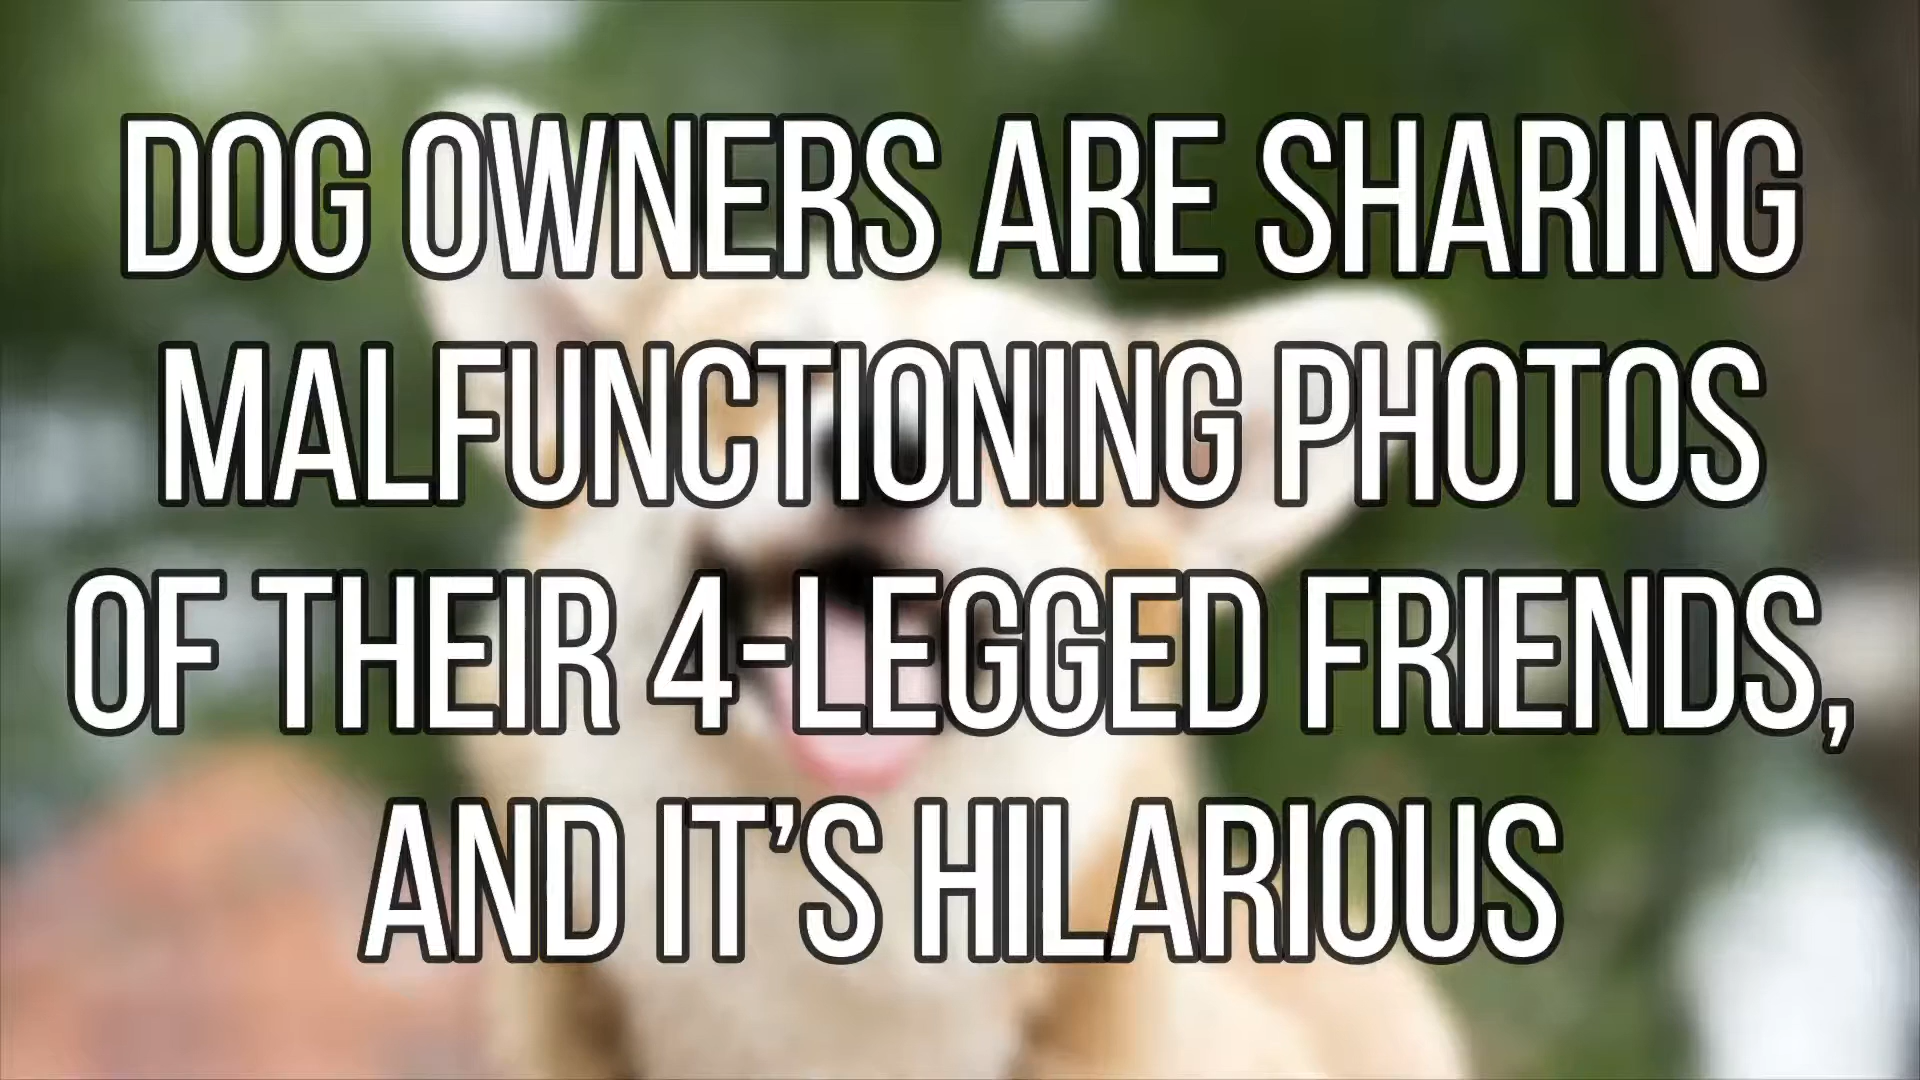 DOG OWNERS ARE SHARING
MALFUNCTIONING PHOTOS
OF THEIR 4-LEGGED FRIENDS,
AND IT’S HILARIOUS